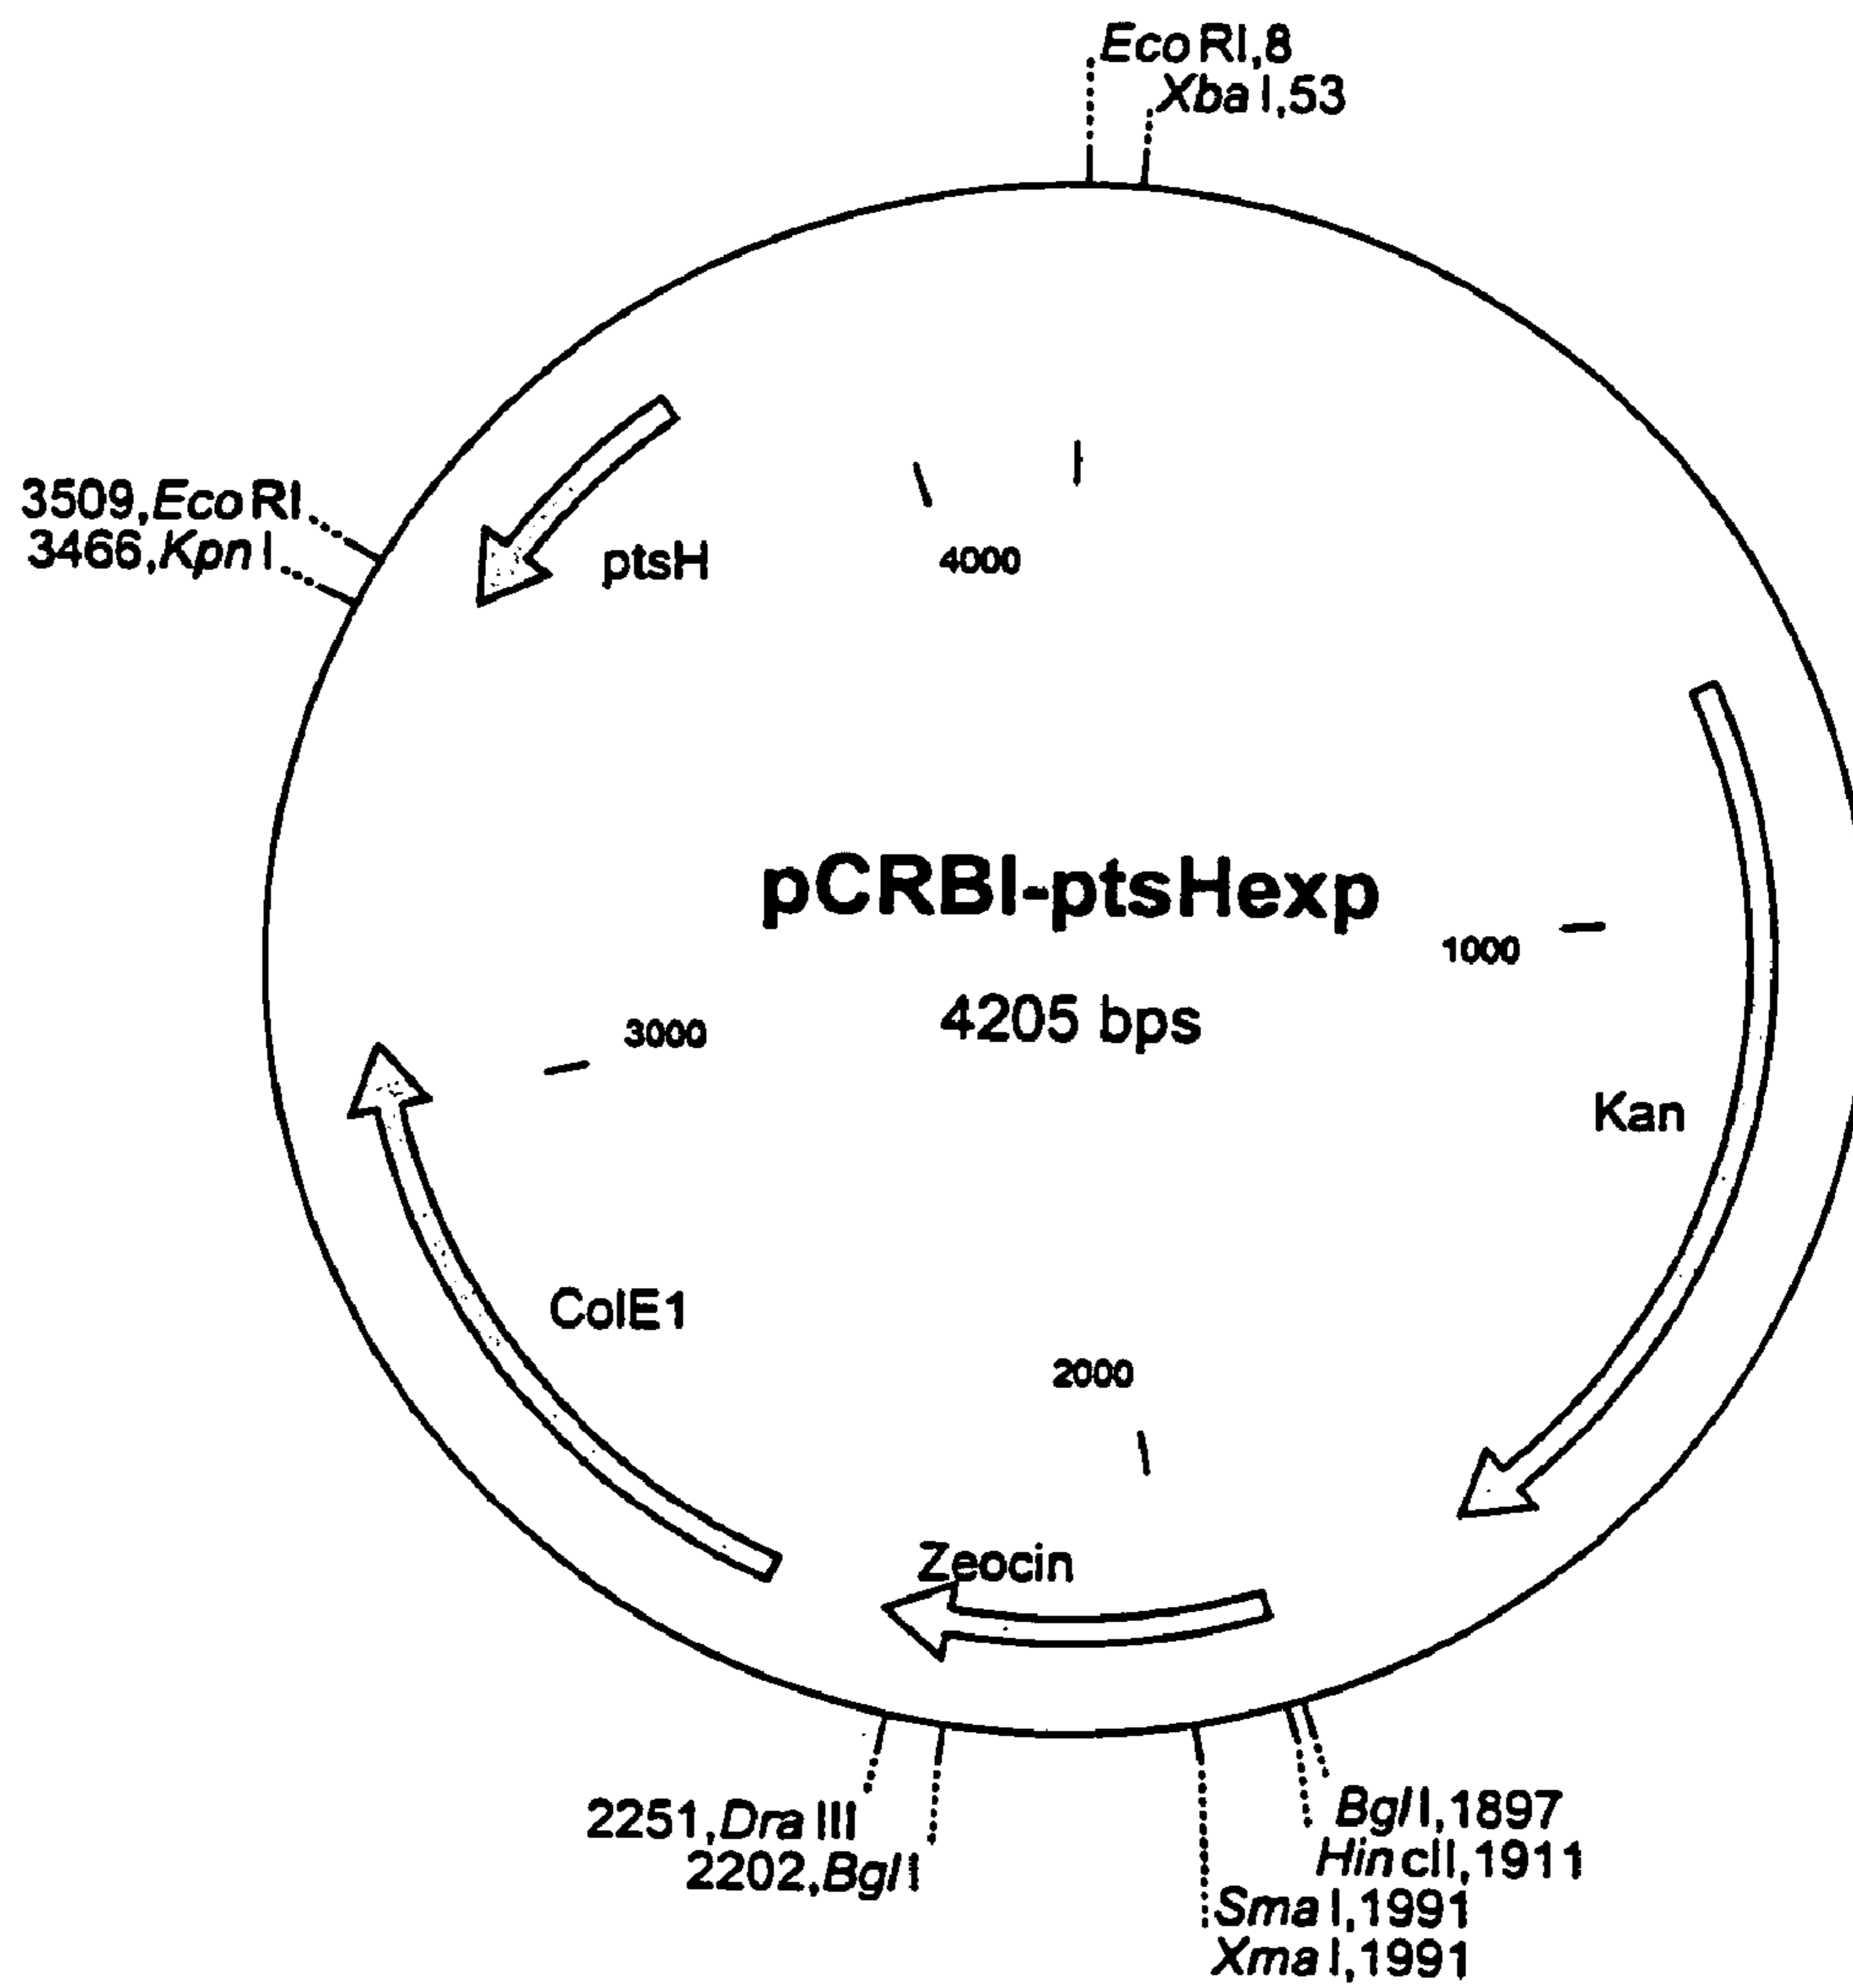 EcoRI,8
XbaI,53
3509,EcoRI
3466,KpnI
ptsH
4000
pCRBI-ptsHexp
1000
4205 bps
3000
Kan
ColE1
2000
Zeocin
2251,DraIII
2202,BglI
BglI,1897
HincII,1911
SmaI,1991
XmaI,1991